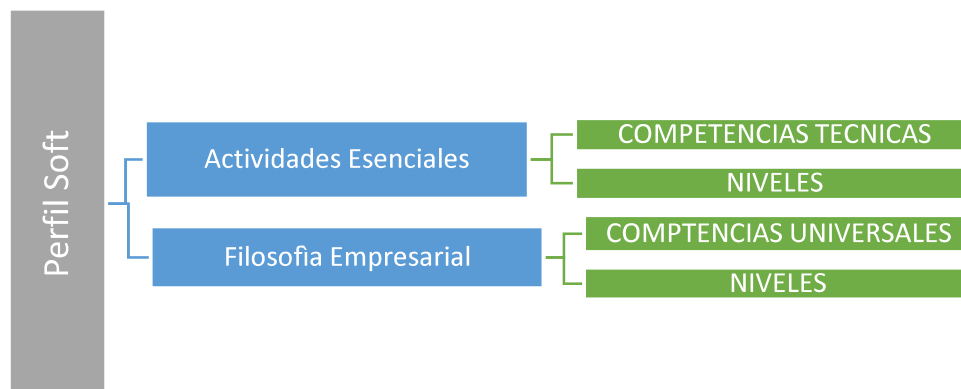 Perfil Soft
Actividades Esenciales
COMPETENCIAS TECNICAS
NIVELES
Filosofia Empresarial
COMPTENCIAS UNIVERSALES
NIVELES